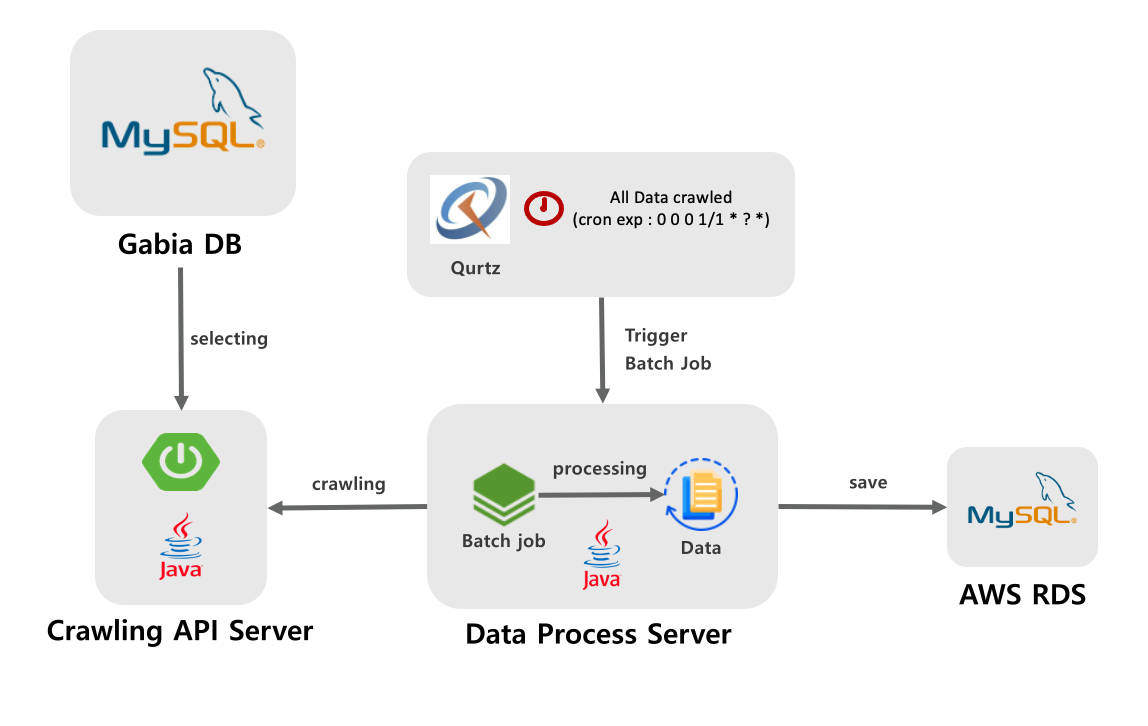 MySQL®
Gabia DB
All Data crawled
(cron exp : 0 0 0 1/1 * ? *)
Qurtz
selecting
Trigger
Batch Job
crawling
processing
save
Batch job
Data
Java
Java
MySQL®
Crawling API Server
Data Process Server
AWS RDS